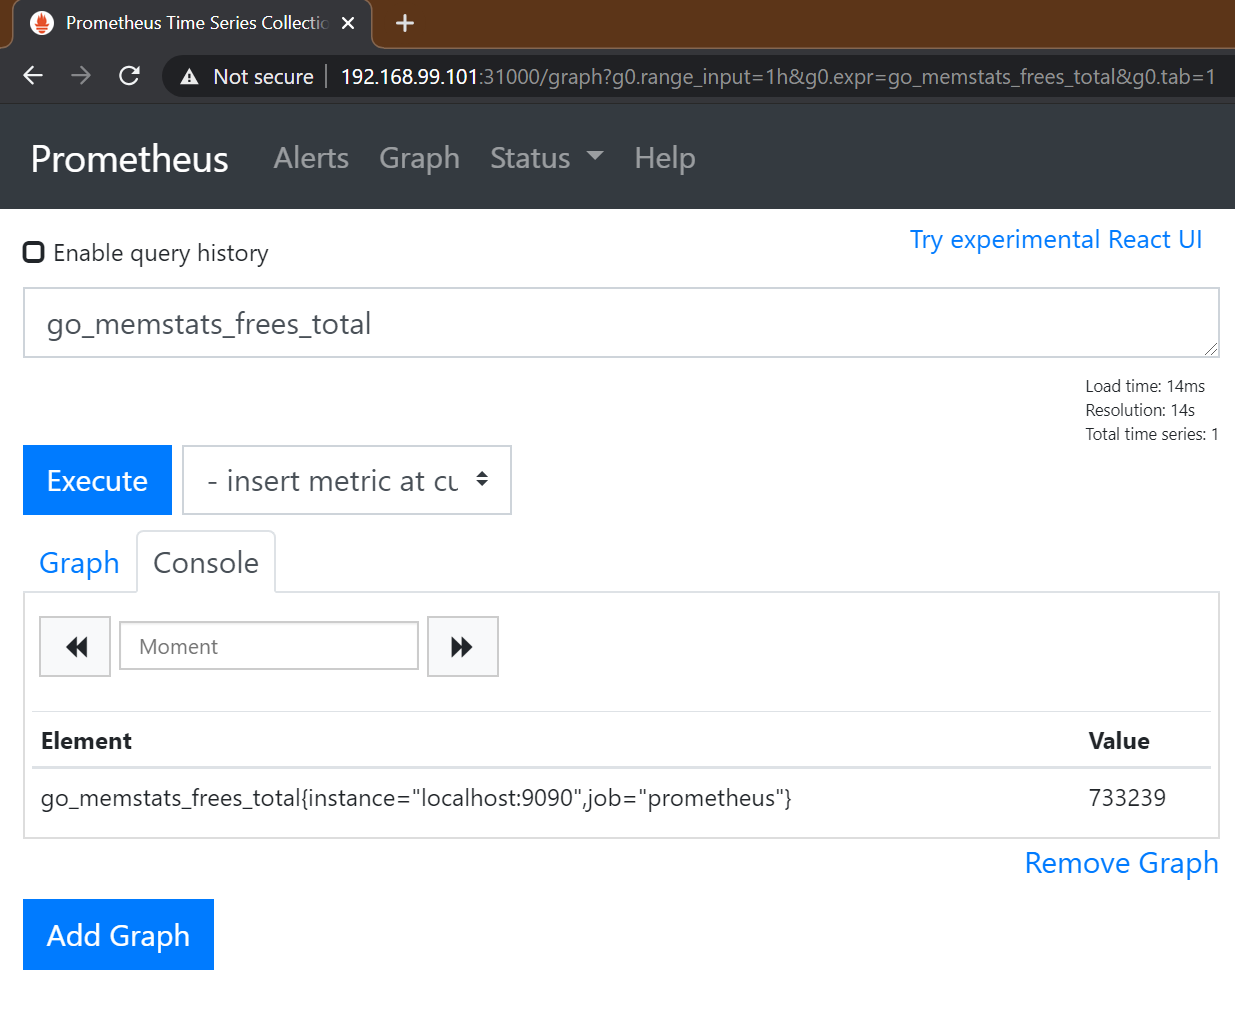 Prometheus Time Series Collectio
Not secure 192.168.99.101:31000/graph?g0.range_input=1h&g0.expr=go_memstats_frees_total&g0.tab=1
Prometheus Alerts Graph Status Help
Enable query history
Try experimental React UI
go_memstats_frees_total
Load time: 14ms
Resolution: 14s
Total time series: 1
Execute
- insert metric at cu
Graph Console
Moment
Element Value
go_memstats_frees_total{instance="localhost:9090",job="prometheus"} 733239
Remove Graph
Add Graph